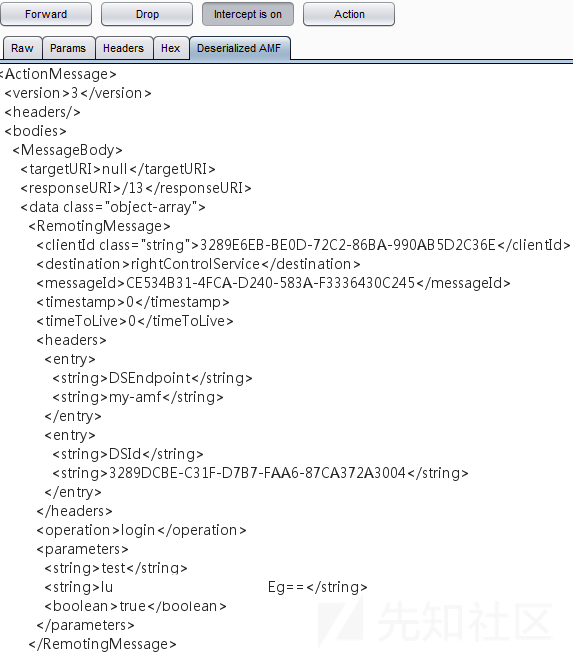 Forward Drop Intercept is on Action
Raw Params Headers Hex Deserialized AMF
<ActionMessage>
<version>3</version>
<headers/>
<bodies>
<MessageBody>
<targetURI>null</targetURI>
<responseURI>/13</responseURI>
<data class="object-array">
<RemotingMessage>
<clientId class="string">3289E6EB-BE0D-72C2-86BA-990AB5D2C36E</clientId>
<destination>rightControlService</destination>
<messageId>CE534B31-4FCA-D240-583A-F3336430C245</messageId>
<timestamp>0</timestamp>
<timeToLive>0</timeToLive>
<headers>
<entry>
<string>DSEndpoint</string>
<string>my-amf</string>
</entry>
<entry>
<string>DSId</string>
<string>3289DCBE-C31F-D7B7-FAA6-87CA372A3004</string>
</entry>
</headers>
<operation>login</operation>
<parameters>
<string>test</string>
<string>lu Eg==</string>
<boolean>true</boolean>
</parameters>
</RemotingMessage>
先知社区